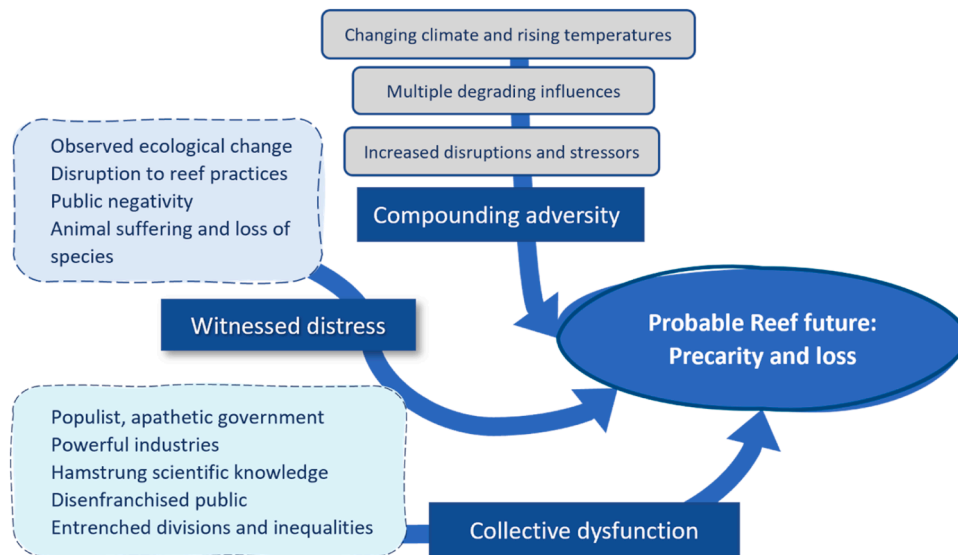 Changing climate and rising temperatures
Multiple degrading influences
Increased disruptions and stressors
Compounding adversity
Observed ecological change
Disruption to reef practices
Public negativity
Animal suffering and loss of
species
Witnessed distress
Probable Reef future:
Precarity and loss
Populist, apathetic government
Powerful industries
Hamstrung scientific knowledge
Disenfranchised public
Entrenched divisions and inequalities
Collective dysfunction